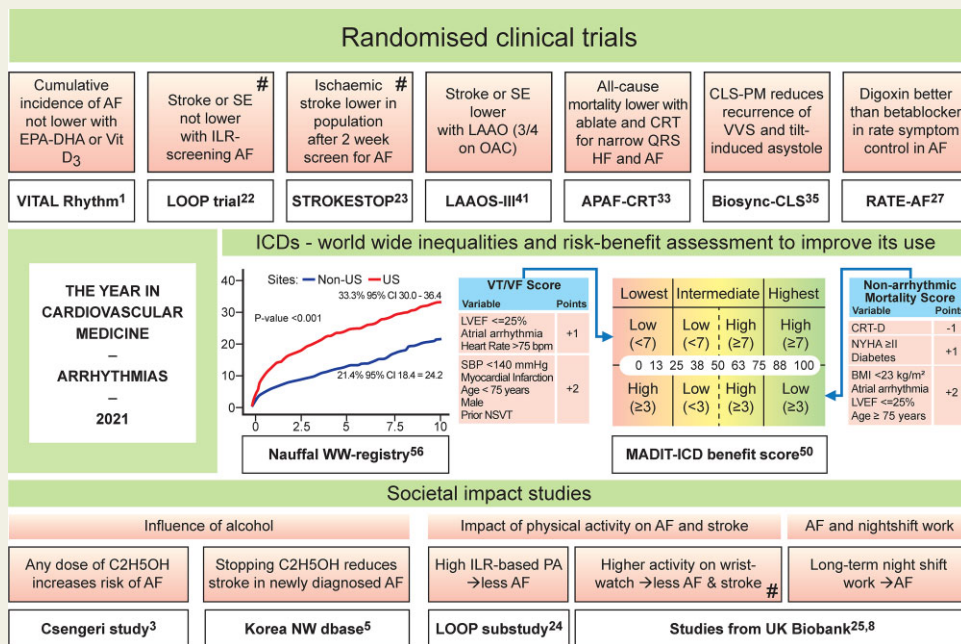 Randomised clinical trials
Cumulative
incidence of AF
not lower with
EPA-DHA or Vit
D3
VITAL Rhythm1
#
Stroke or SE
not lower
with ILR-
screening AF
LOOP trial22
#
Ischaemic
stroke lower in
population
after 2 week
screen for AF
STROKESTOP23
Stroke or SE
lower
with LAAO (3/4
on OAC)
LAAOS-III41
All-cause
mortality lower with
ablate and CRT
for narrow QRS
HF and AF
APAF-CRT33
CLS-PM reduces
recurrence of
VVS and tilt-
induced asystole
Biosync-CLS35
Digoxin better
than betablocker
in rate symptom
control in AF
RATE-AF27
THE YEAR IN
CARDIOVASCULAR
MEDICINE
–
ARRHYTHMIAS
–
2021
ICDs - world wide inequalities and risk-benefit assessment to improve its use
Sites: Non-US US
33.3% 95% CI 30.0 - 36.4
P-value <0.001
21.4% 95% CI 18.4 = 24.2
40
30
20
10
0
0 2.5 5 7.5 10
Nauffal WW-registry56
VT/VF Score
Variable Points
LVEF <=25%
Atrial arrhythmia
Heart Rate >75 bpm
+1
SBP <140 mmHg
Myocardial Infarction
Age < 75 years
Male
Prior NSVT
+2
Lowest Intermediate Highest
Low Low High High
(<7) (<7) (≥7) (≥7)
0 13 25 38 50 63 75 88 100
High Low High Low
(≥3) (<3) (≥3) (≥3)
MADIT-ICD benefit score50
Non-arrhythmic
Mortality Score
Variable Points
CRT-D -1
NYHA ≥II
Diabetes
+1
BMI <23 kg/m²
Atrial arrhythmia
LVEF <=25%
Age ≥ 75 years
+2
Societal impact studies
Influence of alcohol
Any dose of C2H5OH
increases risk of AF
Csengeri study3
Stopping C2H5OH reduces
stroke in newly diagnosed AF
Korea NW dbase5
Impact of physical activity on AF and stroke
High ILR-based PA
→less AF
LOOP substudy24
Higher activity on wrist-
watch →less AF & stroke
#
AF and nightshift work
Long-term night shift
work →AF
Studies from UK Biobank25,8